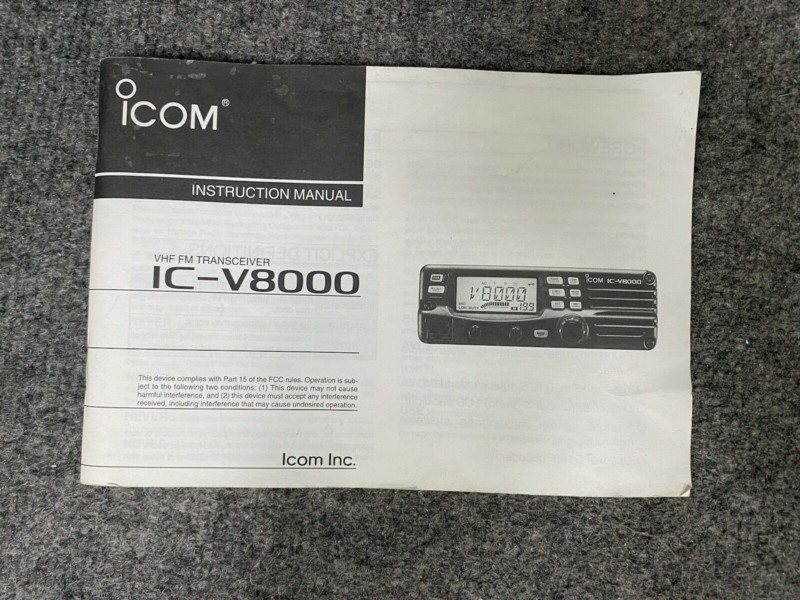 ICOM®
INSTRUCTION MANUAL
VHF FM TRANSCEIVER
IC-V8000
This device complies with Part 15 of the FCC rules. Operation is sub-
ject to the following two conditions: (1) This device may not cause
harmful interference, and (2) this device must accept any interference
received, including interference that may cause undesired operation.
Icom Inc.
ICOM IC-V8000
V8000
199